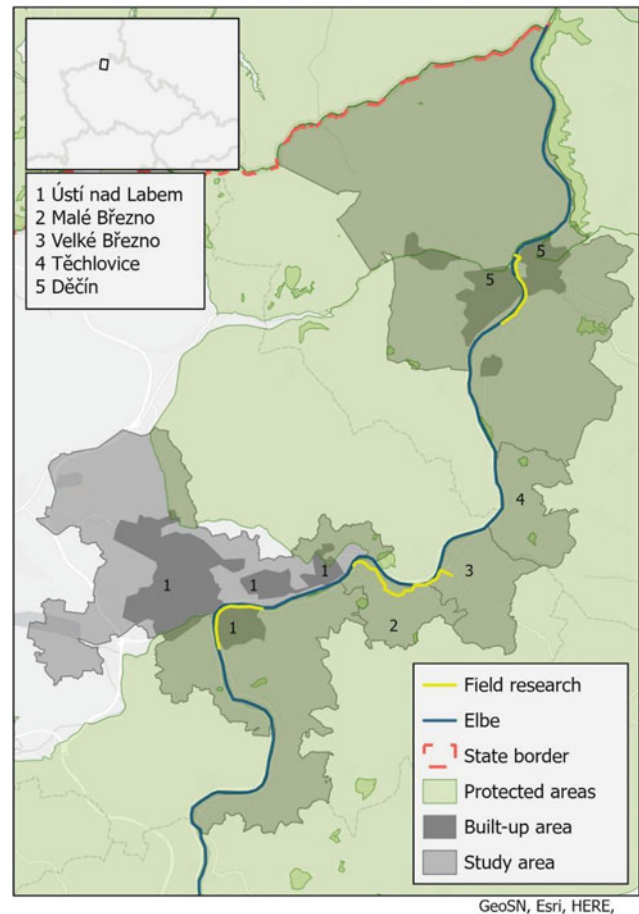 1 Ústí nad Labem
2 Malé Březno
3 Velké Březno
4 Těchlovice
5 Děčín
5
5
4
1
1
1
3
1
2
Field research
Elbe
State border
Protected areas
Built-up area
Study area
GeoSN, Esri, HERE,